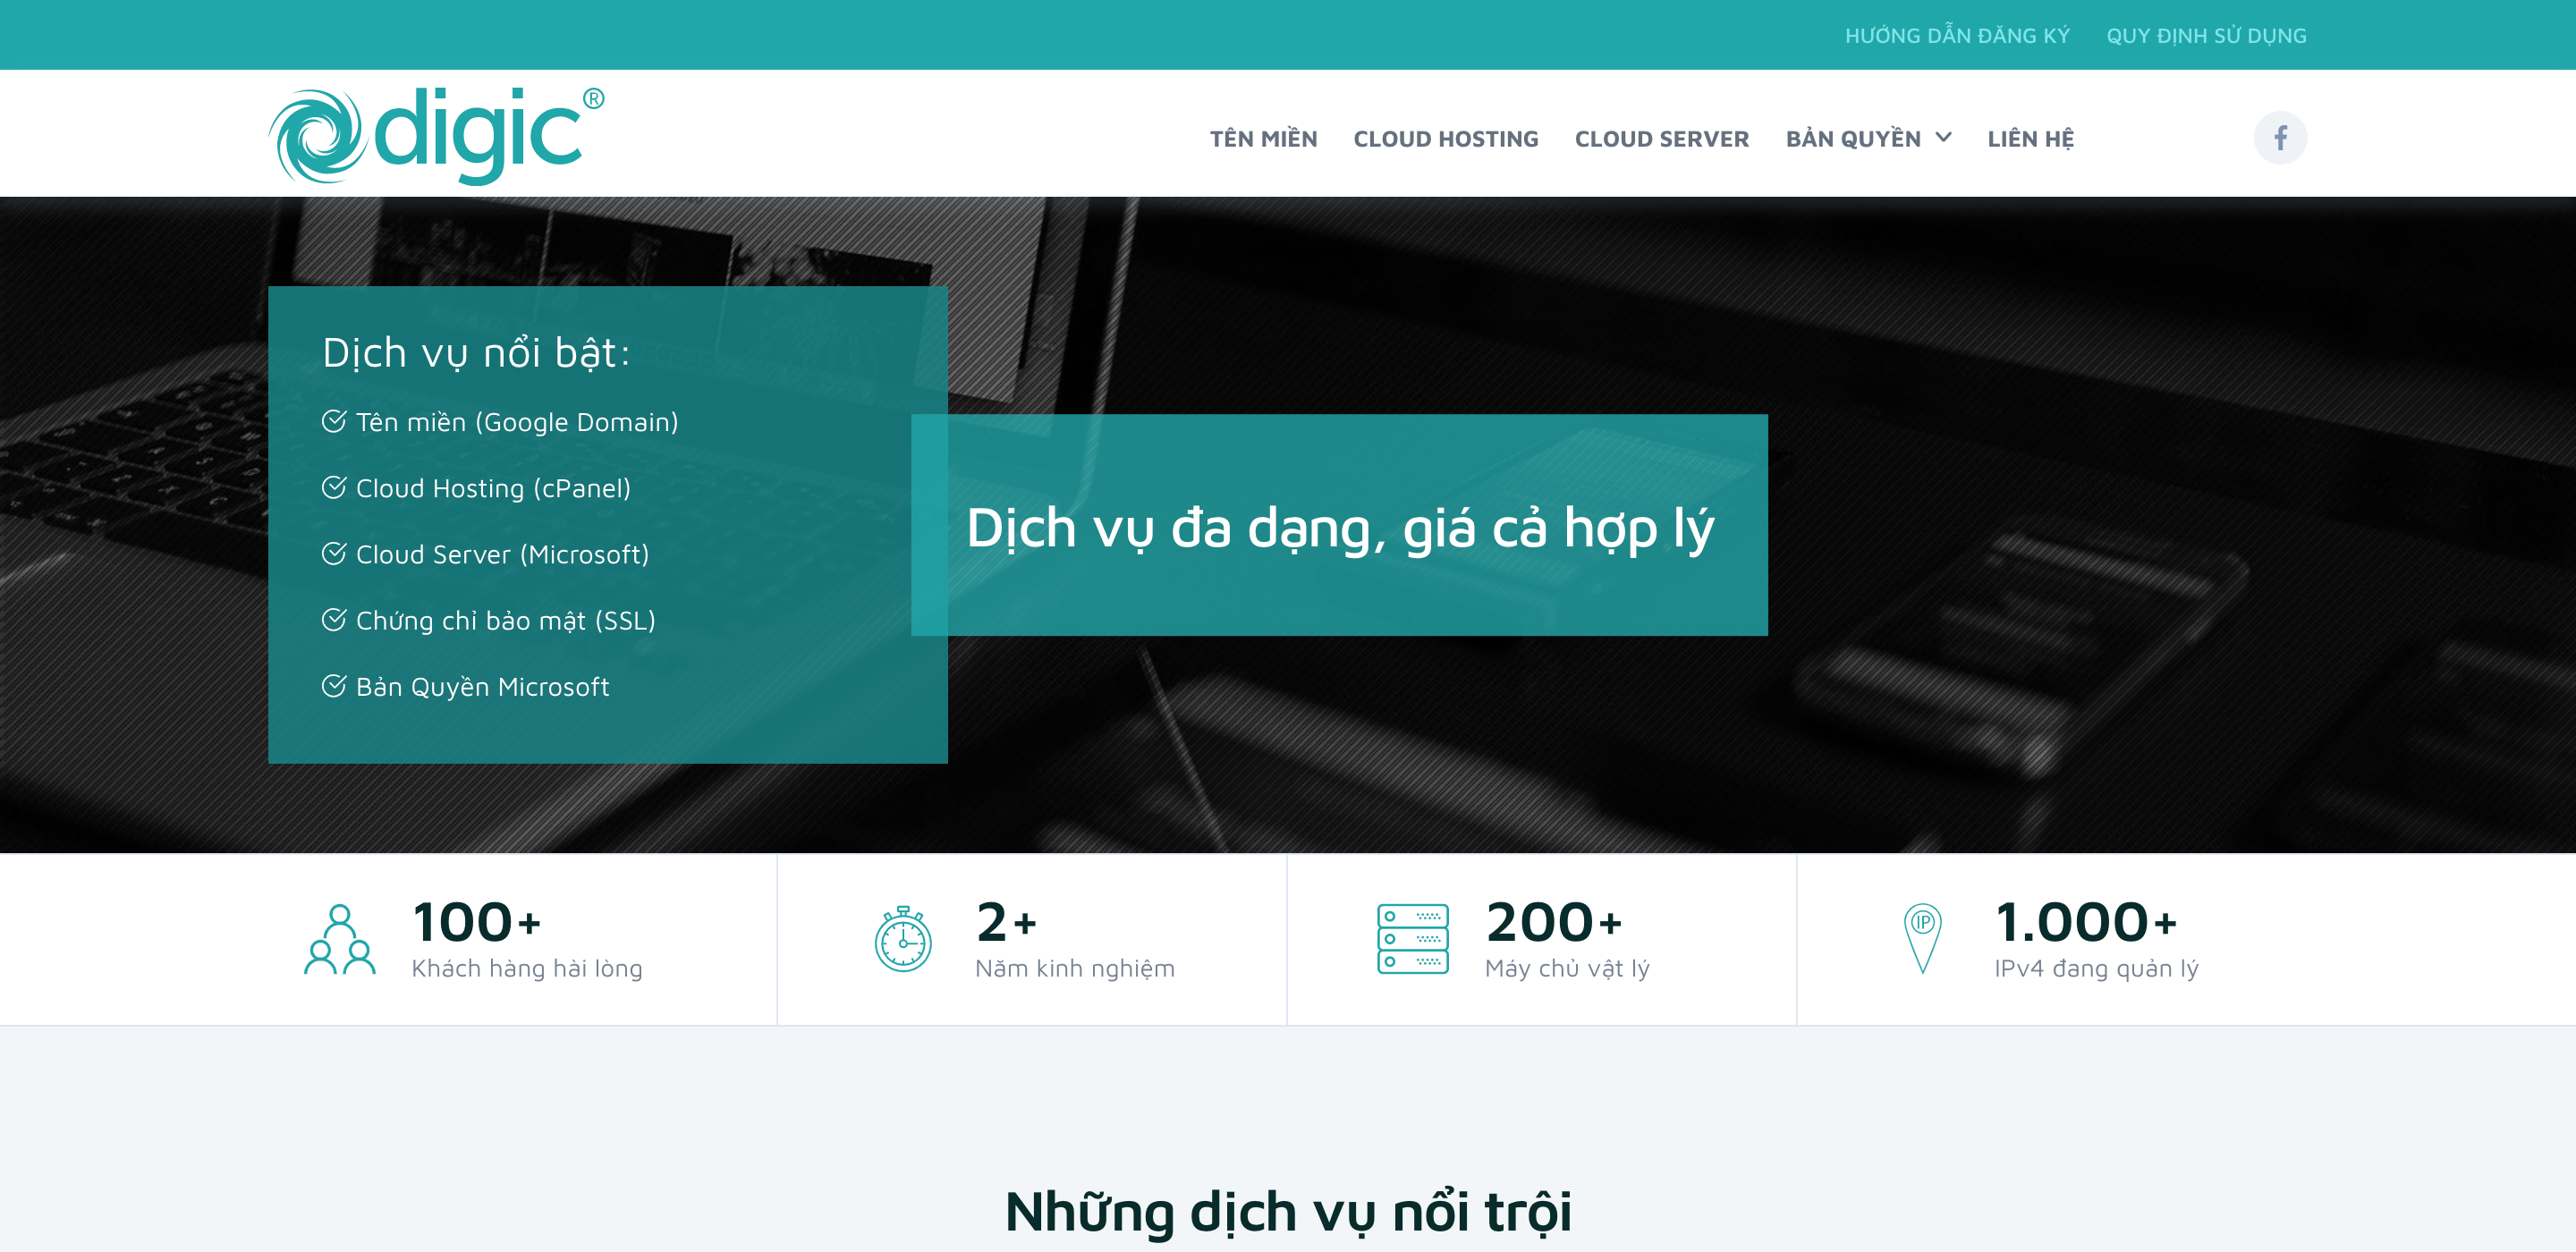 HƯỚNG DẪN ĐĂNG KÝ QUY ĐỊNH SỬ DỤNG
digic®
TÊN MIỀN CLOUD HOSTING CLOUD SERVER BẢN QUYỀN LIÊN HỆ
Dịch vụ nổi bật:
Tên miền (Google Domain)
Cloud Hosting (cPanel)
Cloud Server (Microsoft)
Chứng chỉ bảo mật (SSL)
Bản Quyền Microsoft
Dịch vụ đa dạng, giá cả hợp lý
100+
Khách hàng hài lòng
2+
Năm kinh nghiệm
200+
Máy chủ vật lý
IP
1.000+
IPv4 đang quản lý
Những dịch vụ nổi trội